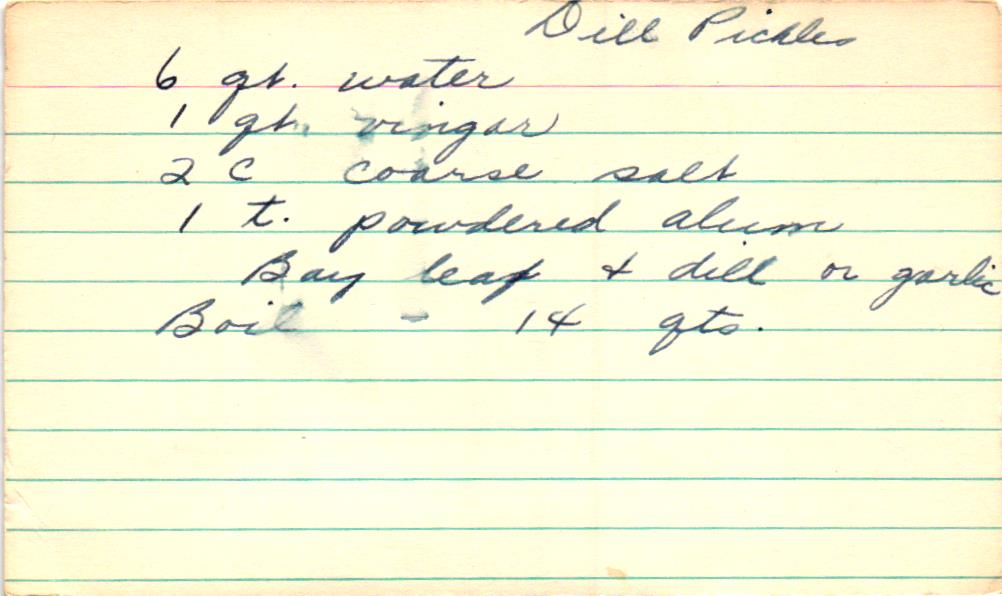 Dill Pickles
6 qt. water
1 qt. vingar
2 C coarse salt
1 t. powdered alum
Bay leaf + dill or garlic
Boil - 14 qts.